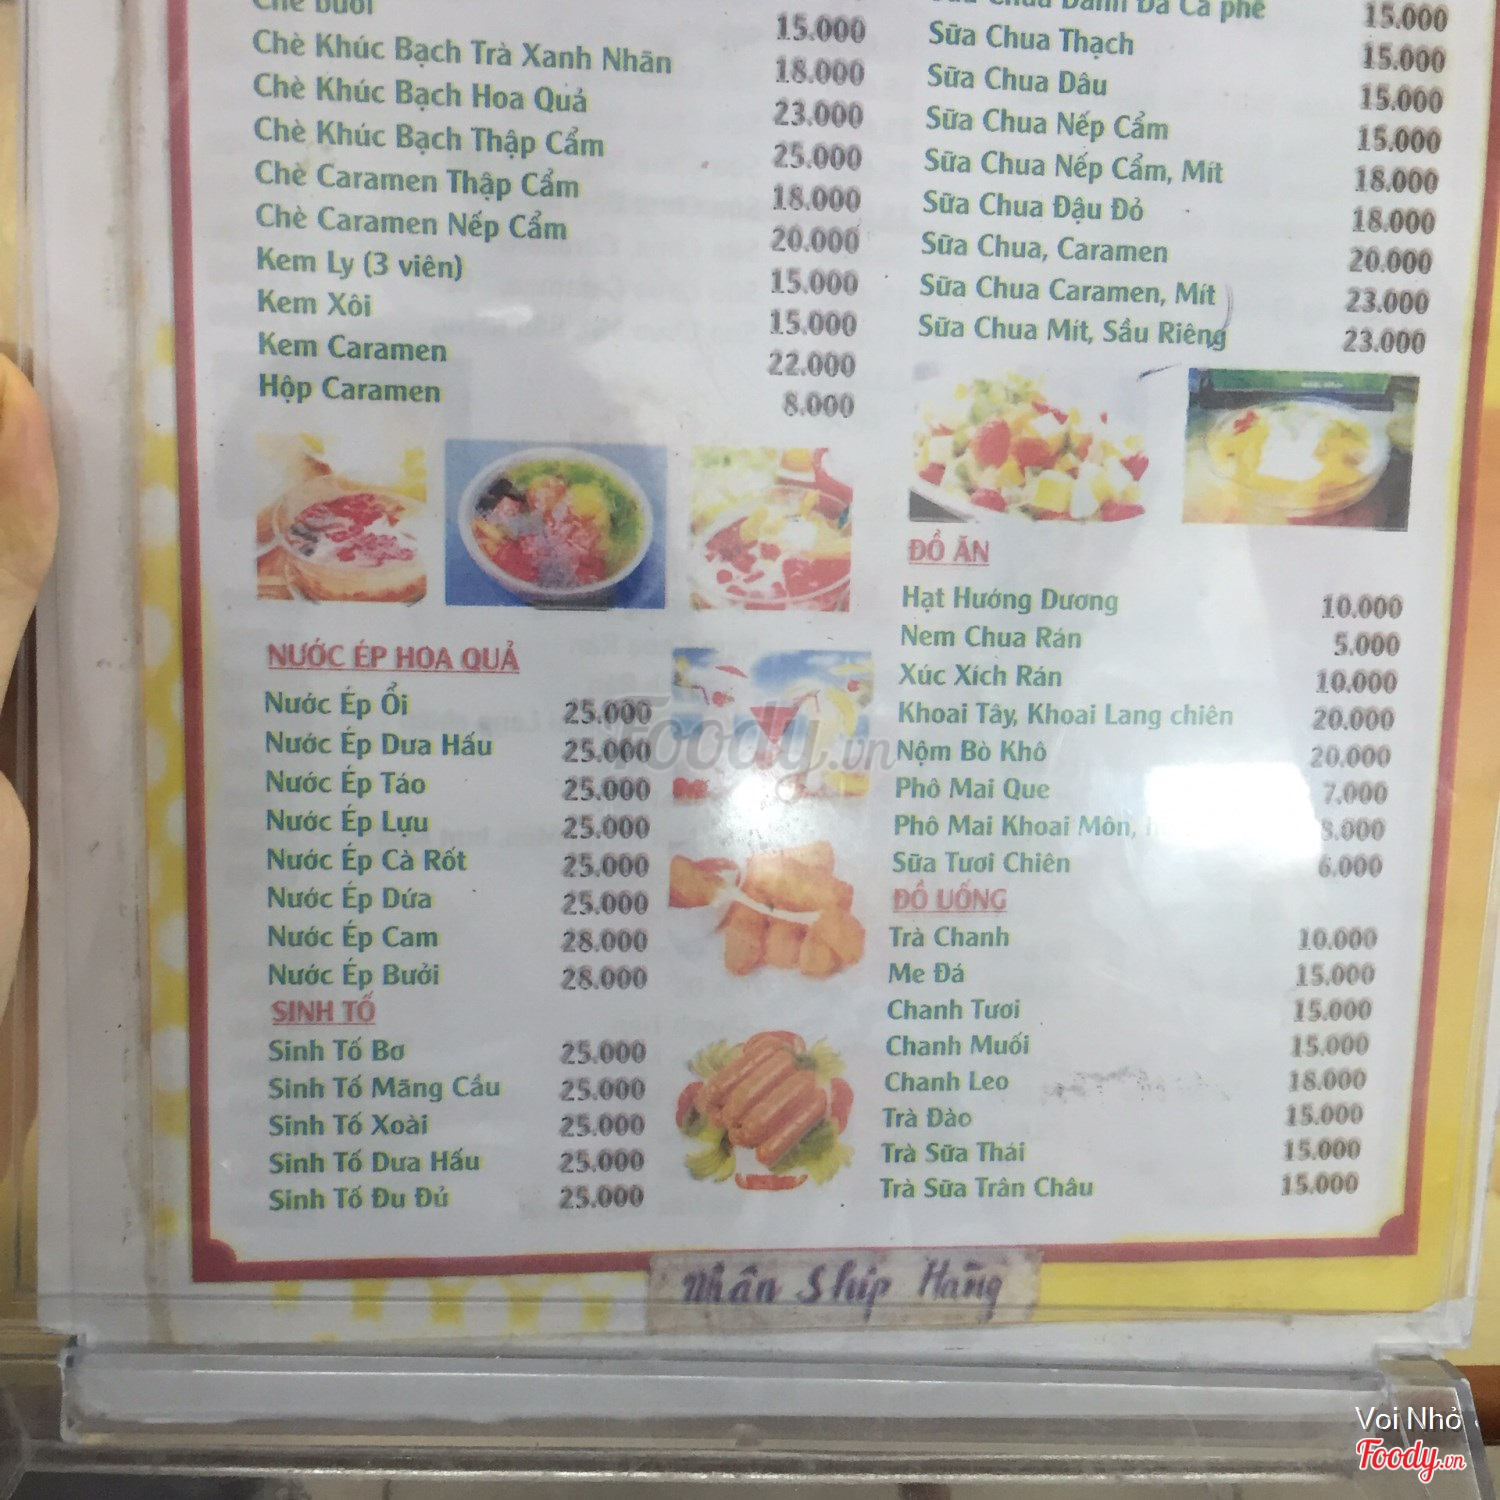 Chè Bưởi 15.000
Chè Khúc Bạch Trà Xanh Nhãn 18.000
Chè Khúc Bạch Hoa Quả 23.000
Chè Khúc Bạch Thập Cẩm 25.000
Chè Caramen Thập Cẩm 18.000
Chè Caramen Nếp Cẩm 20.000
Kem Ly (3 viên) 15.000
Kem Xôi 15.000
Kem Caramen 22.000
Hộp Caramen 8.000
NƯỚC ÉP HOA QUẢ
Nước Ép Ổi 25.000
Nước Ép Dưa Hấu 25.000
Nước Ép Táo 25.000
Nước Ép Lựu 25.000
Nước Ép Cà Rốt 25.000
Nước Ép Dứa 25.000
Nước Ép Cam 28.000
Nước Ép Bưởi 28.000
SINH TỐ
Sinh Tố Bơ 25.000
Sinh Tố Mãng Cầu 25.000
Sinh Tố Xoài 25.000
Sinh Tố Dưa Hấu 25.000
Sinh Tố Đu Đủ 25.000
Sữa Chua Đánh Đá Cà phê 15.000
Sữa Chua Thạch 15.000
Sữa Chua Dâu 15.000
Sữa Chua Nếp Cẩm 15.000
Sữa Chua Nếp Cẩm, Mít 18.000
Sữa Chua Đậu Đỏ 18.000
Sữa Chua, Caramen 20.000
Sữa Chua Caramen, Mít 23.000
Sữa Chua Mít, Sầu Riêng 23.000
ĐỒ ĂN
Hạt Hướng Dương 10.000
Nem Chua Rán 5.000
Xúc Xích Rán 10.000
Khoai Tây, Khoai Lang chiên 20.000
Nộm Bò Khô 20.000
Phô Mai Que 7.000
Phô Mai Khoai Môn, 8.000
Sữa Tươi Chiên 6.000
ĐỒ UỐNG
Trà Chanh 10.000
Me Đá 15.000
Chanh Tươi 15.000
Chanh Muối 15.000
Chanh Leo 18.000
Trà Đào 15.000
Trà Sữa Thái 15.000
Trà Sữa Trân Châu 15.000
Nhận Ship Hàng
Foody.vn
Voi Nhỏ
Foody.vn